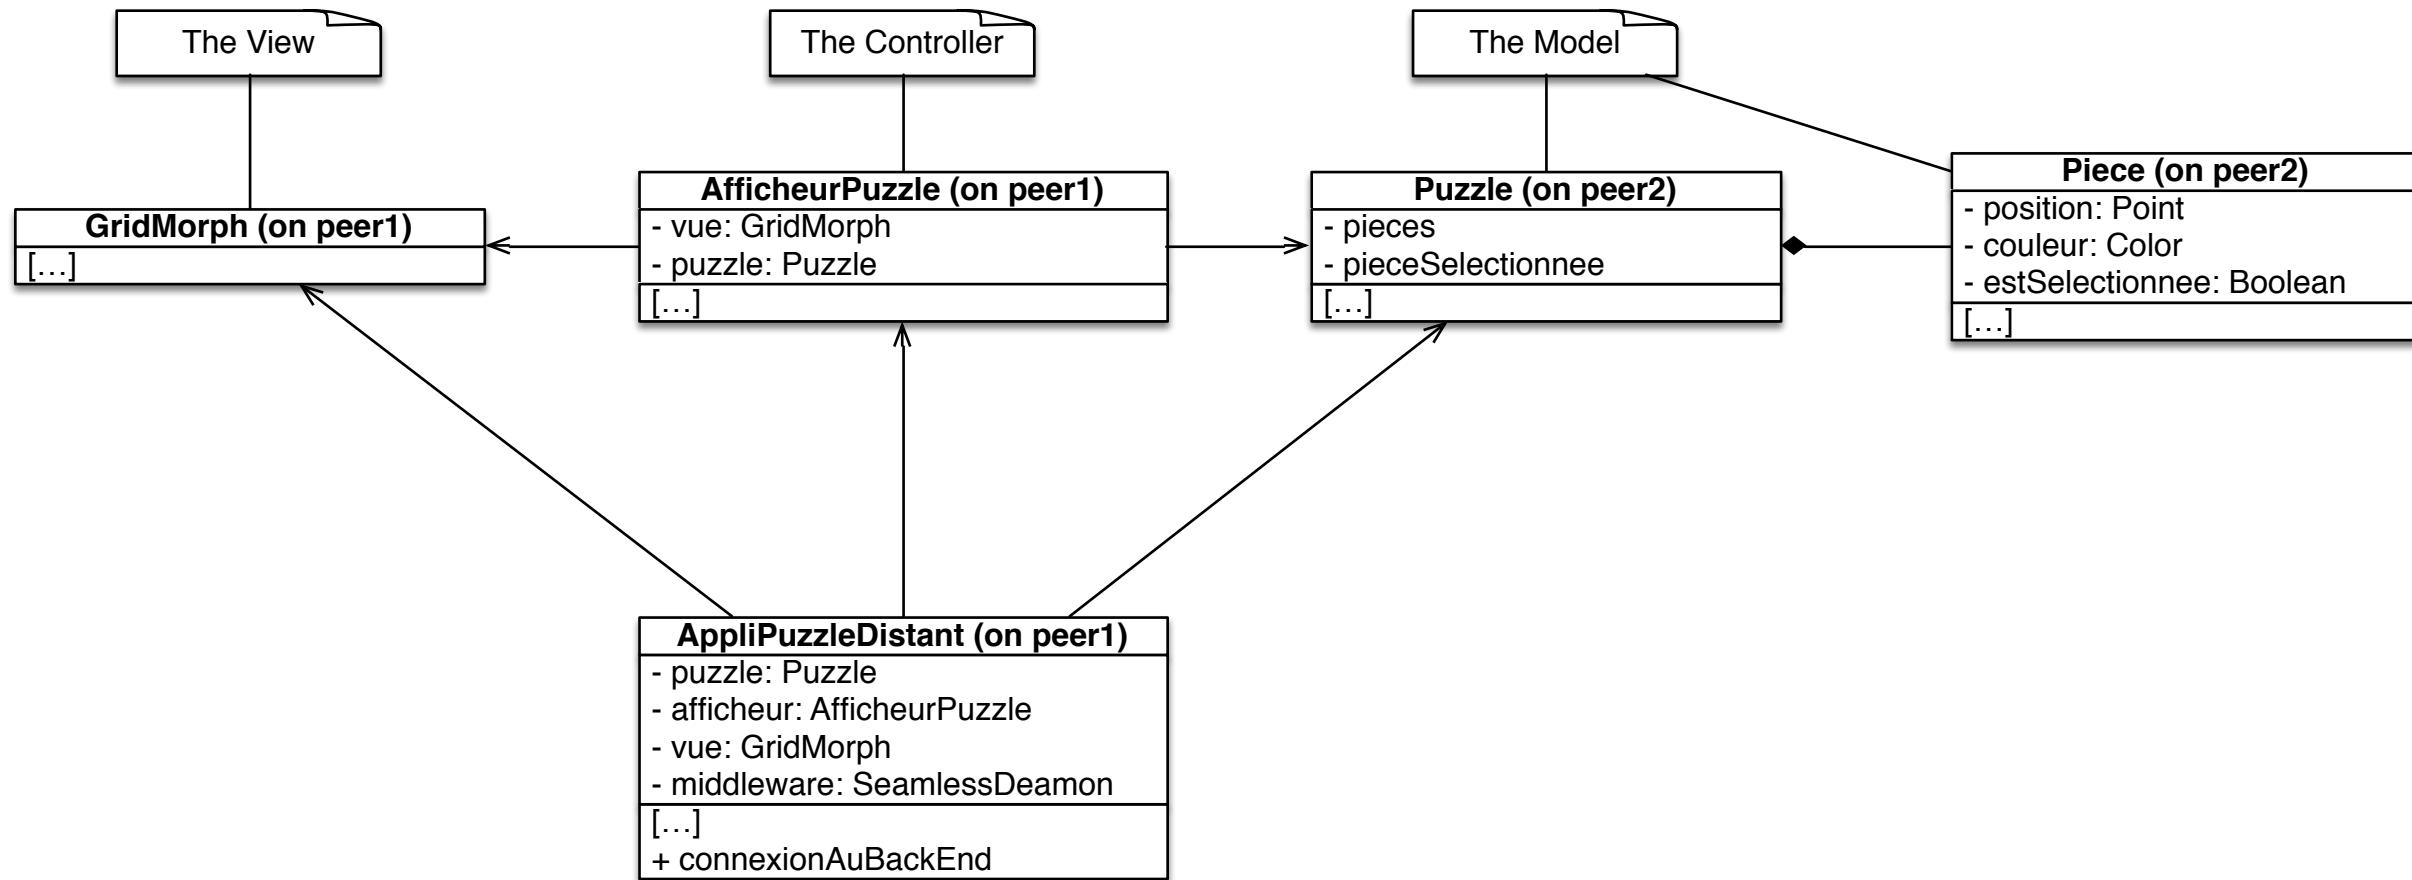 The View
The Controller
The Model
GridMorph (on peer1)
[…]
AfficheurPuzzle (on peer1)
- vue: GridMorph
- puzzle: Puzzle
[…]
Puzzle (on peer2)
- pieces
- pieceSelectionnee
[…]
Piece (on peer2)
- position: Point
- couleur: Color
- estSelectionnee: Boolean
[…]
AppliPuzzleDistant (on peer1)
- puzzle: Puzzle
- afficheur: AfficheurPuzzle
- vue: GridMorph
- middleware: SeamlessDeamon
[…]
+ connexionAuBackEnd